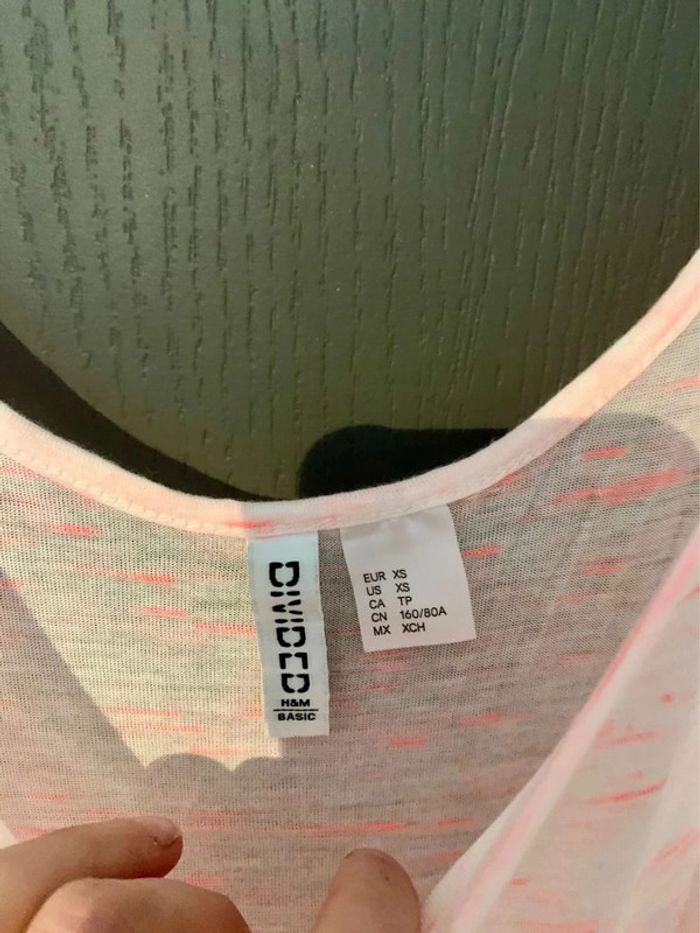 DIVIDED
H&M
BASIC
EUR XS
US XS
CA TP
CN 160/80A
MX XCH